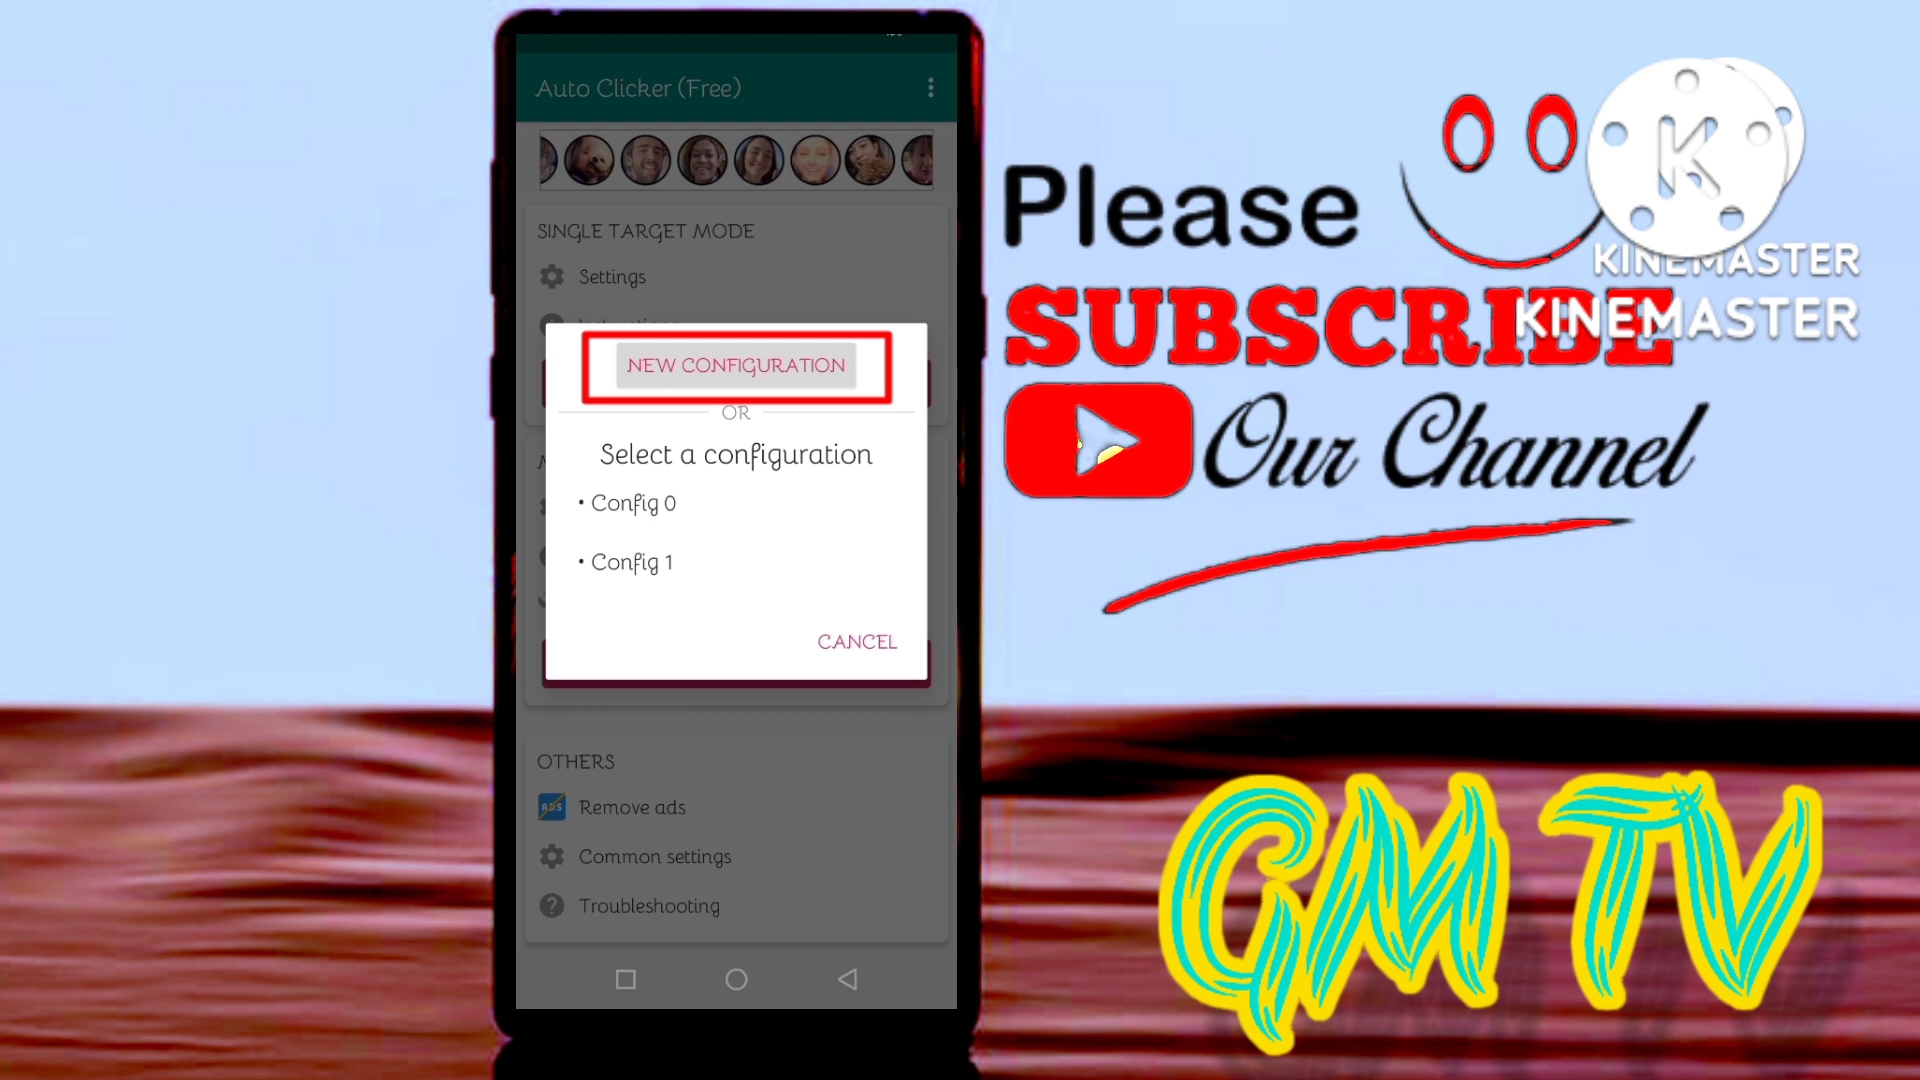 Auto Clicker (Free)
SINGLE TARGET MODE
Settings
NEW CONFIGURATION
OR
Select a configuration
• Config 0
• Config 1
CANCEL
OTHERS
ADS
Remove ads
Common settings
Troubleshooting
Please
SUBSCRIBE
Our Channel
K
KINEMASTER
KINEMASTER
GM TV